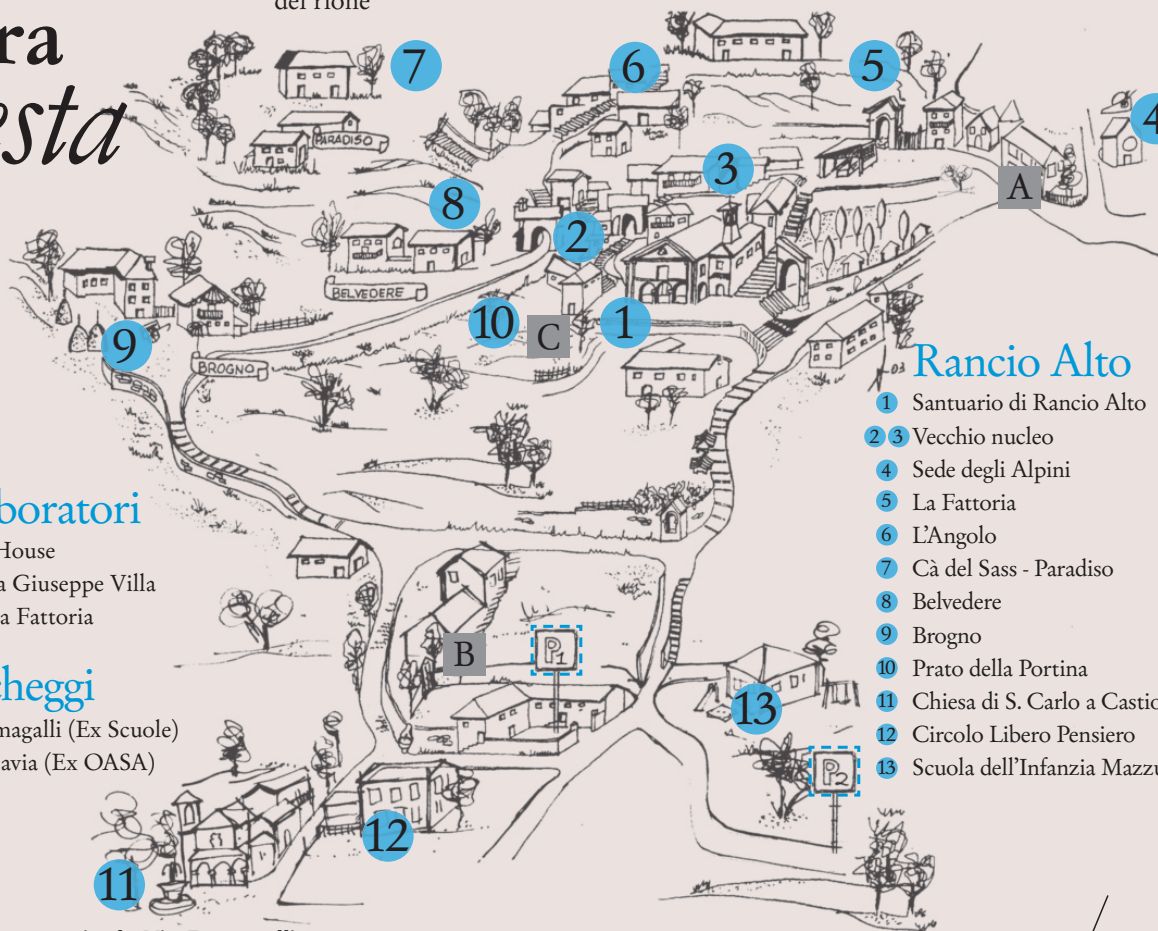 del rione
ra
esta
7
6
5
4
PARADISO
3
A
8
2
BELVEDERE
10
C
1
9
BROGNO
03
Rancio Alto
1 Santuario di Rancio Alto
2 3 Vecchio nucleo
4 Sede degli Alpini
5 La Fattoria
6 L'Angolo
7 Cà del Sass - Paradiso
8 Belvedere
9 Brogno
10 Prato della Portina
11 Chiesa di S. Carlo a Castio
12 Circolo Libero Pensiero
13 Scuola dell'Infanzia Mazzu
boratori
House
a Giuseppe Villa
a Fattoria
cheggi
magalli (Ex Scuole)
avia (Ex OASA)
B
P1
13
P2
12
11